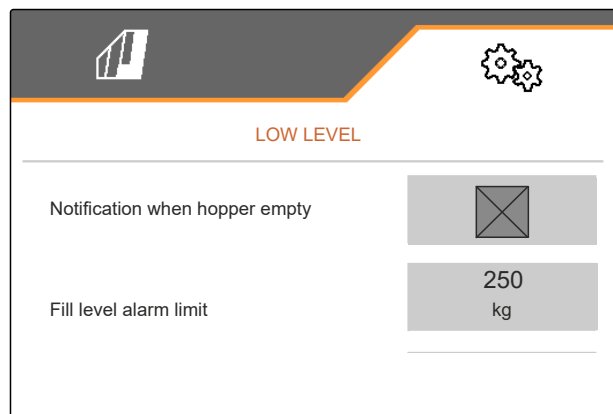 LOW LEVEL
Notification when hopper empty
Fill level alarm limit
250
kg